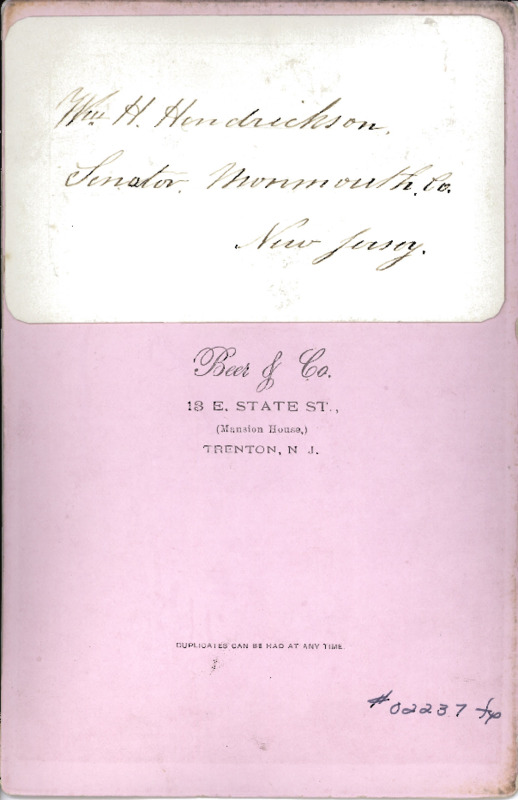 Wm H. Hendrickson.
Senator. Monmouth. Co.
New Jersey.
Beer & Co.
13 E. STATE ST.,
(Mansion House,)
TRENTON, N J.
DUPLICATES CAN BE HAD AT ANY TIME.
#02237